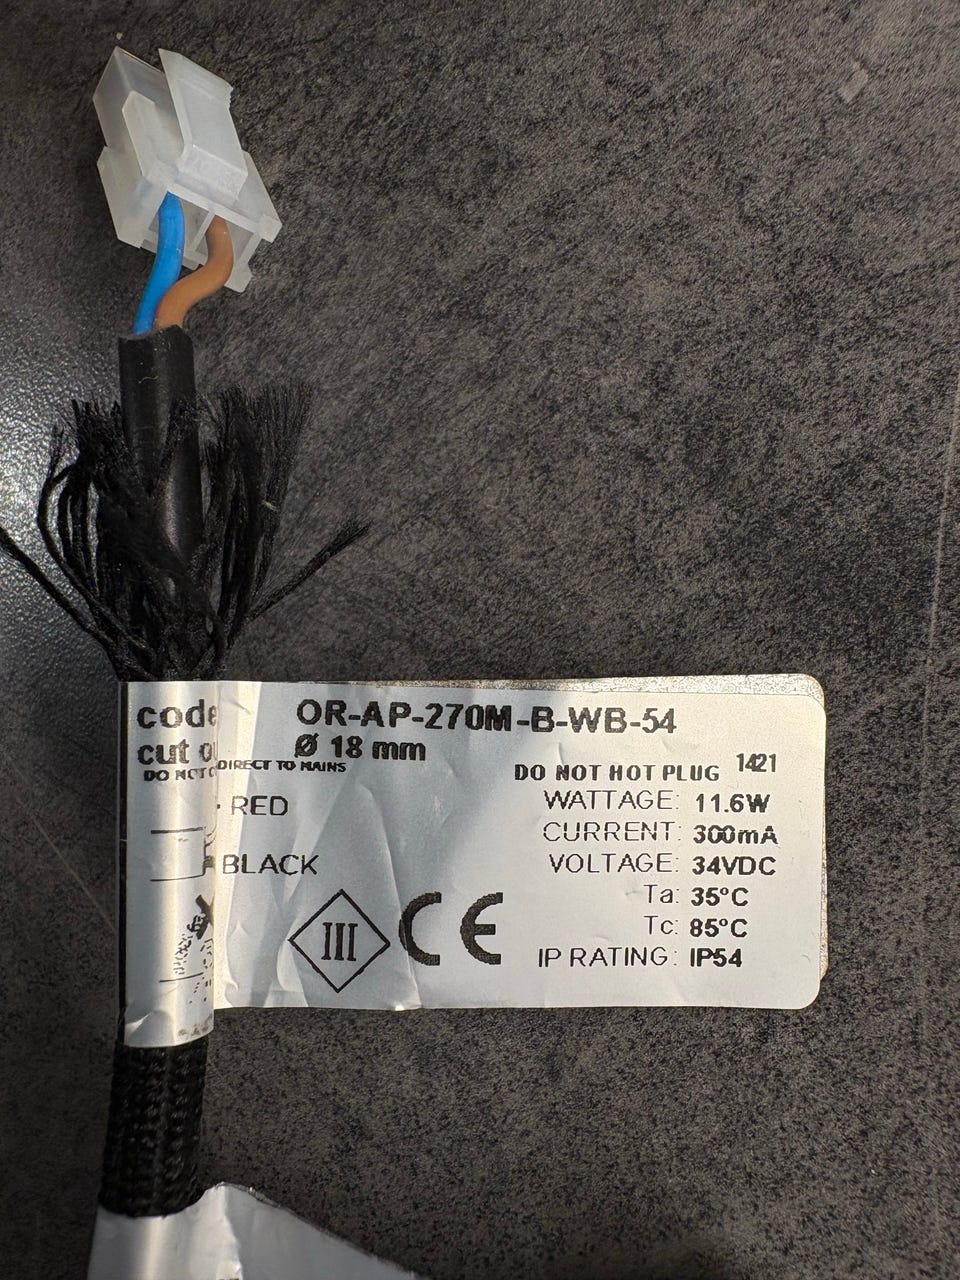 code OR-AP-270M-B-WB-54
cut Ø 18 mm
DO NOT DIRECT TO MAINS
DO NOT HOT PLUG 1421
RED
BLACK
WATTAGE: 11.6W
CURRENT: 300mA
VOLTAGE: 34VDC
Ta: 35°C
Tc: 85°C
IP RATING: IP54
III
CE